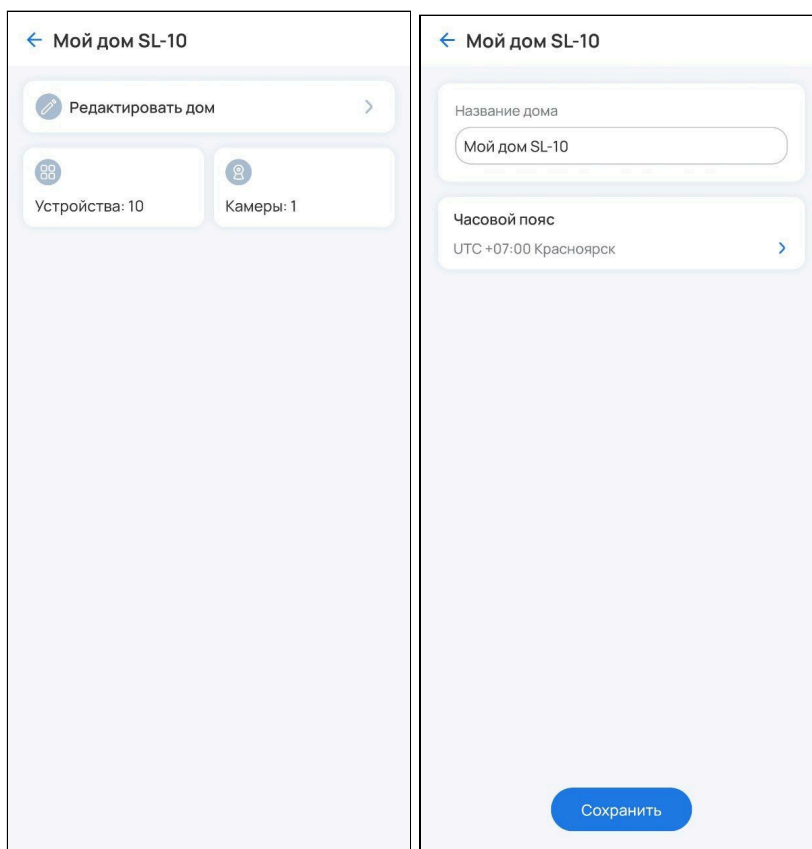 Мой дом SL-10
Редактировать дом
Устройства: 10
Камеры: 1
Мой дом SL-10
Название дома
Мой дом SL-10
Часовой пояс
UTC +07:00 Красноярск
Сохранить